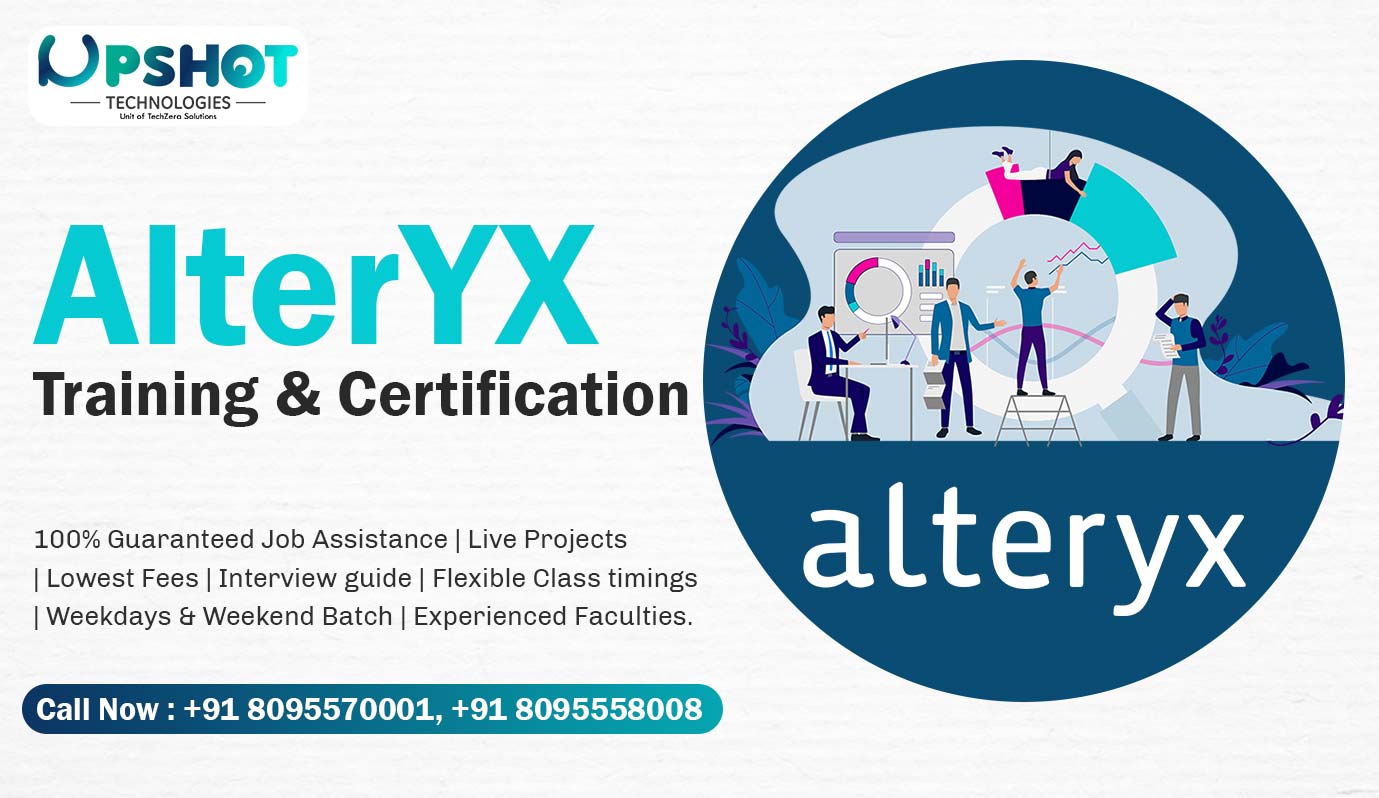 UPSHOT
TECHNOLOGIES
Unit of TechZera Solutions
AlterYX
Training & Certification
100% Guaranteed Job Assistance | Live Projects
| Lowest Fees | Interview guide | Flexible Class timings
| Weekdays & Weekend Batch | Experienced Faculties.
Call Now : +91 8095570001, +91 8095558008
alteryx